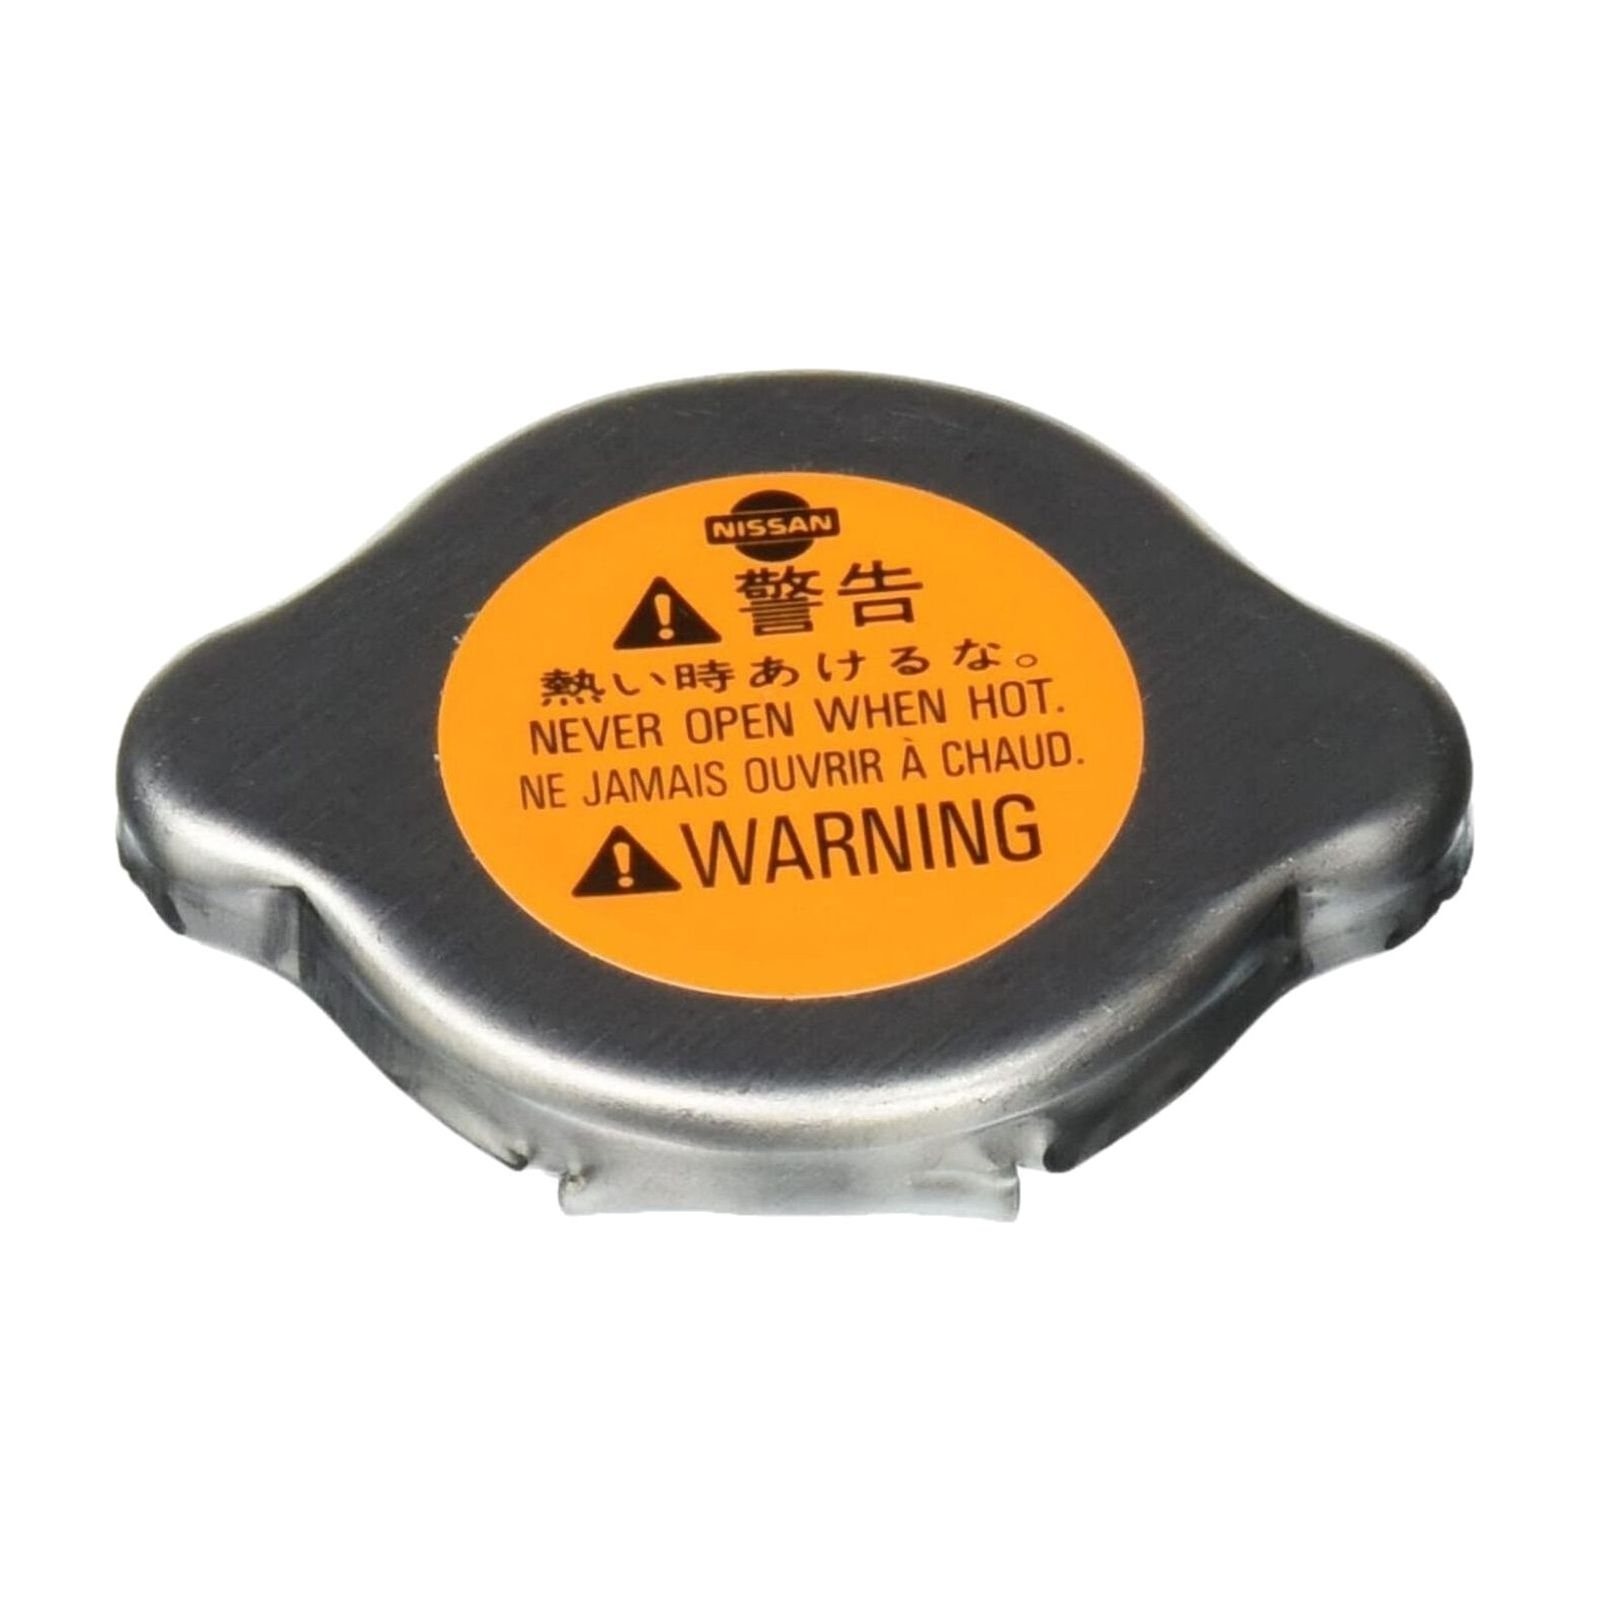 NISSAN
警告
熱い時あけるな。
NEVER OPEN WHEN HOT.
NE JAMAIS OUVRIR À CHAUD.
WARNING